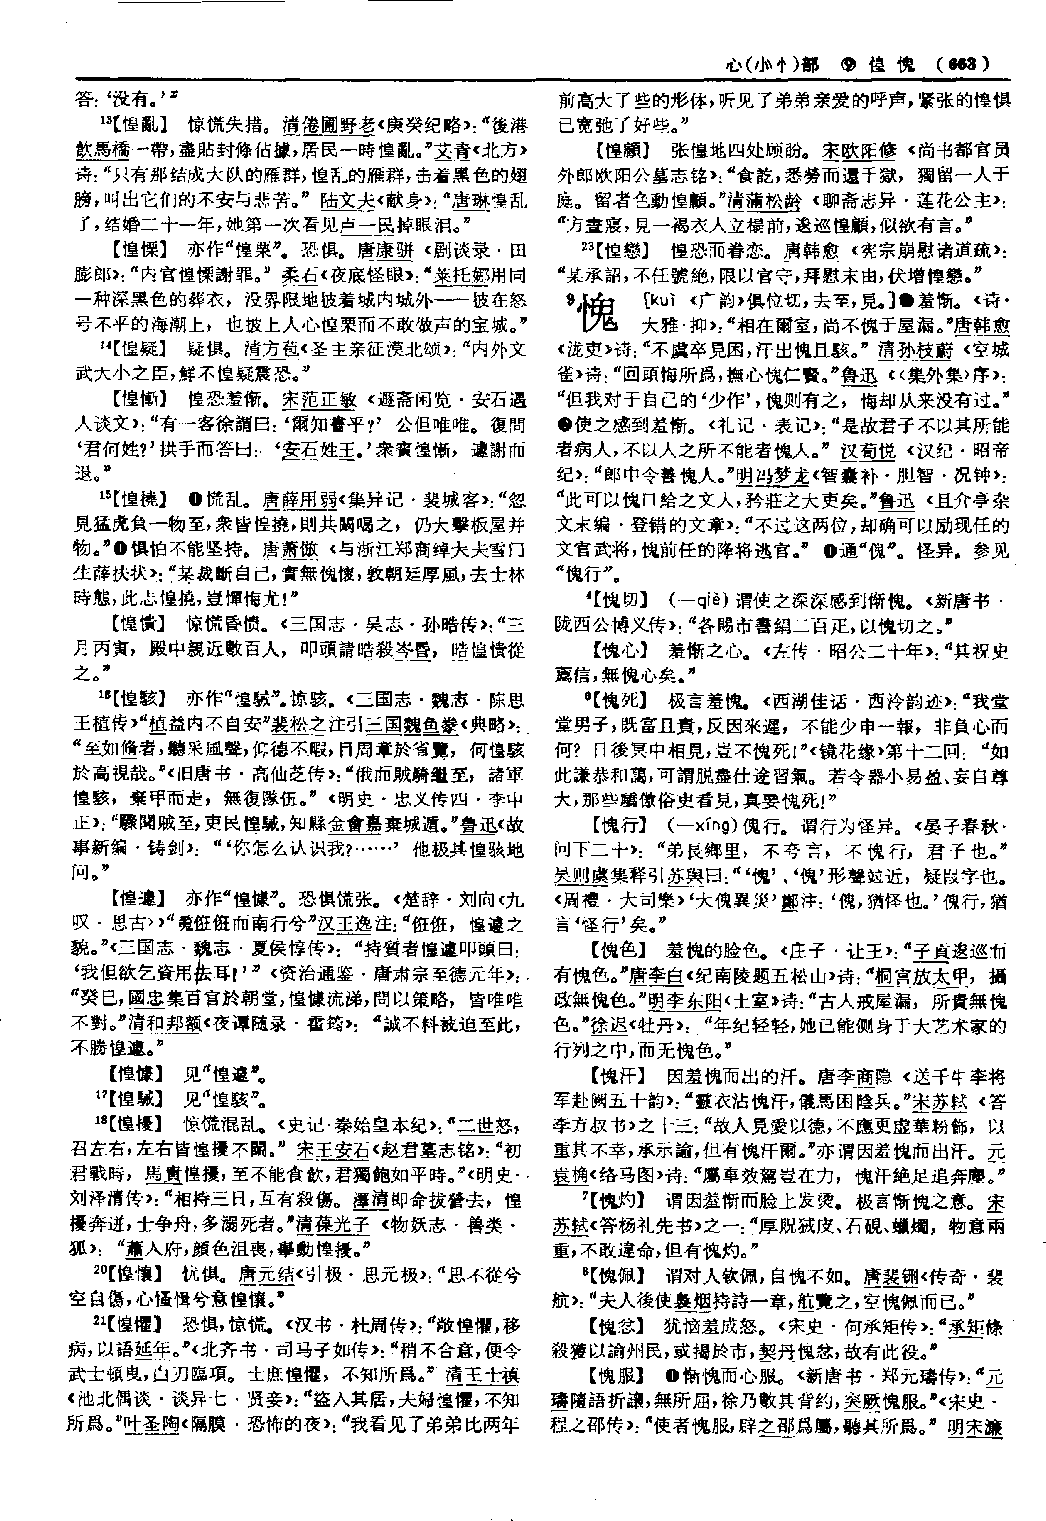 心(小忄)部 ⑨ 惶 愧 (663)
答：‘没有。’”
¹³【惶亂】 惊慌失措。清倦圃野老《庚癸纪略》：“後港
飲馬橋一帶，盡貼封條佔據，居民一時惶亂。”艾青《北方》
诗：“只有那结成大队的雁群，惶乱的雁群，击着黑色的翅
膀，叫出它们的不安与悲苦。” 陆文夫《献身》：“唐琳惶乱
了，结婚二十一年，她第一次看见卢一民掉眼泪。”
【惶慄】 亦作“惶栗”。恐惧。唐康骈《剧谈录·田
膨郎》：“内官惶慄謝罪。” 柔石《夜底怪眼》：“莱托娜用同
一种深黑色的葬衣，没界限地披着城内城外——披在怒
号不平的海潮上，也披上人心惶栗而不敢做声的宝城。”
¹⁴【惶疑】 疑惧。清方苞《圣主亲征漠北颂》：“内外文
武大小之臣，鮮不惶疑震恐。”
【惶慚】 惶恐羞惭。宋范正敏《遯斋闲览·安石遇
人谈文》：“有一客徐謂曰：‘爾知書乎？’ 公但唯唯。復問
‘君何姓？’拱手而答曰：‘安石姓王。’衆賓惶慚，遽謝而
退。”
¹⁵【惶撓】 ❶慌乱。唐薛用弱《集异记·裴珹客》：“忽
見猛虎負一物至，衆皆惶撓，則共闞喝之， 仍大擊板屋并
物。”❷惧怕不能坚持。唐萧倣《与浙江郑商绰大夫雪门
生薛扶状》：“某裁斷自己，實無愧懷，敦朝廷厚風，去士林
時態，此志惶撓，豈憚悔尤！”
【惶憒】 惊慌昏愦。《三国志·吴志·孙晧传》：“三
月丙寅，殿中親近數百人，叩頭請晧殺岑昬，晧惶憒從
之。”
¹⁶【惶駭】 亦作“惶駴”。惊骇。《三国志·魏志·陈思
王植传》“植益内不自安”裴松之注引三国魏鱼豢《典略》：
“至如脩者，聽采風聲，仰德不暇，目周章於省覽，何惶駭
於高視哉。”《旧唐书·高仙芝传》：“俄而賊騎繼至，諸軍
惶駭，棄甲而走，無復隊伍。”《明史·忠义传四·李中
正》：“驟聞賊至，吏民惶駴，知縣金會嘉棄城遁。”鲁迅《故
事新编·铸剑》：“‘你怎么认识我？……’ 他极其惶骇地
问。”
【惶遽】 亦作“惶懅”。恐惧慌张。《楚辞·刘向〈九
叹·思古〉》“魂俇俇而南行兮”汉王逸注：“俇俇，惶遽之
貌。”《三国志·魏志·夏侯惇传》：“持質者惶遽叩頭曰：
‘我但欲乞資用去耳！’”《资治通鉴·唐肃宗至德元年》：
“癸巳，國忠集百官於朝堂，惶懅流涕，問以策略，皆唯唯
不對。”清和邦额《夜谭随录·霍筠》：“誠不料被迫至此，
不勝惶遽。”
【惶懅】 见“惶遽”。
¹⁷【惶駴】 见“惶駭”。
¹⁸【惶擾】 惊慌混乱。《史记·秦始皇本纪》：“二世怒，
召左右，左右皆惶擾不鬬。” 宋王安石《赵君墓志铭》：“初
君戰時，馬貴惶擾，至不能食飲，君獨飽如平時。”《明史·
刘泽清传》：“相持三日，互有殺傷。澤清即命拔營去，惶
擾奔迸，士争舟，多溺死者。”清葆光子《物妖志·兽类·
狐》：“蕭入府，顔色沮喪，舉動惶擾。”
²⁰【惶懹】 忧惧。唐元结《引极·思元极》：“思不從兮
空自傷，心慅㥿兮意惶懹。”
²¹【惶懼】 恐惧，惊慌。《汉书·杜周传》：“敞惶懼，移
病，以语延年。”《北齐书·司马子如传》：“稍不合意，便令
武士頓曳，白刃臨項。士庶惶懼，不知所爲。” 清王士禛
《池北偶谈·谈异七·贤妾》：“盜入其居，夫婦惶懼，不知
所爲。”叶圣陶《隔膜·恐怖的夜》：“我看见了弟弟比两年
前高大了些的形体，听见了弟弟亲爱的呼声，紧张的惶惧
已宽弛了好些。”
【惶顧】 张惶地四处顾盼。宋欧阳修《尚书都官员
外郎欧阳公墓志铭》：“食訖，悉勞而還于獄，獨留一人于
庭。留者色動惶顧。”清蒲松龄《聊斋志异·莲花公主》：
“方晝寢，見一褐衣人立榻前，逡巡惶顧，似欲有言。”
²³【惶戀】 惶恐而眷恋。唐韩愈《宪宗崩慰诸道疏》：
“某承詔，不任號絶，限以官守，拜慰末由，伏增惶戀。”
⁹愧 [kuì 《广韵》俱位切，去至，見。]❶羞惭。《诗·
大雅·抑》：“相在爾室，尚不愧于屋漏。”唐韩愈
《泷吏》诗：“不虞卒見困，汗出愧且駭。” 清孙枝蔚《空城
雀》诗：“回頭悔所爲，撫心愧仁賢。”鲁迅《〈集外集〉序》：
“但我对于自己的‘少作’，愧则有之，悔却从来没有过。”
❷使之感到羞惭。《礼记·表记》：“是故君子不以其所能
者病人，不以人之所不能者愧人。” 汉荀悦《汉纪·昭帝
纪》：“郎中令善愧人。”明冯梦龙《智囊补·胆智·况钟》：
“此可以愧口給之文人，矜莊之大吏矣。”鲁迅《且介亭杂
文末编·登错的文章》：“不过这两位，却确可以励现任的
文官武将，愧前任的降将逃官。” ❸通“傀”。怪异。参见
“愧行”。
⁴【愧切】 (—qiè)谓使之深深感到惭愧。《新唐书·
陇西公博乂传》：“各賜市書絹二百疋，以愧切之。”
【愧心】 羞惭之心。《左传·昭公二十年》：“其祝史
薦信，無愧心矣。”
⁶【愧死】 极言羞愧。《西湖佳话·西泠韵迹》：“我堂
堂男子，既富且貴，反因來遲，不能少申一報，非負心而
何？日後冥中相見，豈不愧死！”《镜花缘》第十二回：“如
此謙恭和藹，可謂脱盡仕途習氣。若令器小易盈、妄自尊
大，那些驕傲俗吏看見，真要愧死！”
【愧行】 (—xíng)傀行。谓行为怪异。《晏子春秋·
问下二十》：“弟長鄉里，不夸言，不愧行，君子也。”
吴则虞集释引苏舆曰：“‘愧’、‘傀’形聲竝近，疑叚字也。
《周禮·大司樂》‘大傀異災’鄭注：‘傀，猶怪也。’傀行，猶
言‘怪行’矣。”
【愧色】 羞愧的脸色。《庄子·让王》：“子貢逡巡而
有愧色。”唐李白《纪南陵题五松山》诗：“桐宫放太甲，攝
政無愧色。”明李东阳《土室》诗：“古人戒屋漏，所貴無愧
色。”徐迟《牡丹》：“年纪轻轻，她已能侧身于大艺术家的
行列之中，而无愧色。”
【愧汗】 因羞愧而出的汗。唐李商隐《送千牛李将
军赴阙五十韵》：“蔽衣沾愧汗，儀馬困陰兵。”宋苏轼《答
李方叔书》之十三：“故人見愛以德，不應更虚華粉飾，以
重其不幸，承示諭，但有愧汗爾。”亦谓因羞愧而出汗。元
袁桷《络马图》诗：“屬車效駕豈在力，愧汗絶足追奔塵。”
⁷【愧灼】 谓因羞惭而脸上发烫。极言惭愧之意。宋
苏轼《答杨礼先书》之一：“厚貺狨皮、石硯、蠟燭，物意兩
重，不敢違命，但有愧灼。”
⁸【愧佩】 谓对人钦佩，自愧不如。唐裴铏《传奇·裴
航》：“夫人後使裊烟持詩一章，航覽之，空愧佩而已。”
【愧忿】 犹恼羞成怒。《宋史·何承矩传》：“承矩條
殺獲以諭州民，或揭於市，契丹愧忿，故有此役。”
【愧服】 ❶惭愧而心服。《新唐书·郑元璹传》：“元
璹隨語折讓，無所屈，徐乃數其背约，突厥愧服。”《宋史·
程之邵传》：“使者愧服，辟之邵爲屬，聽其所爲。” 明宋濂